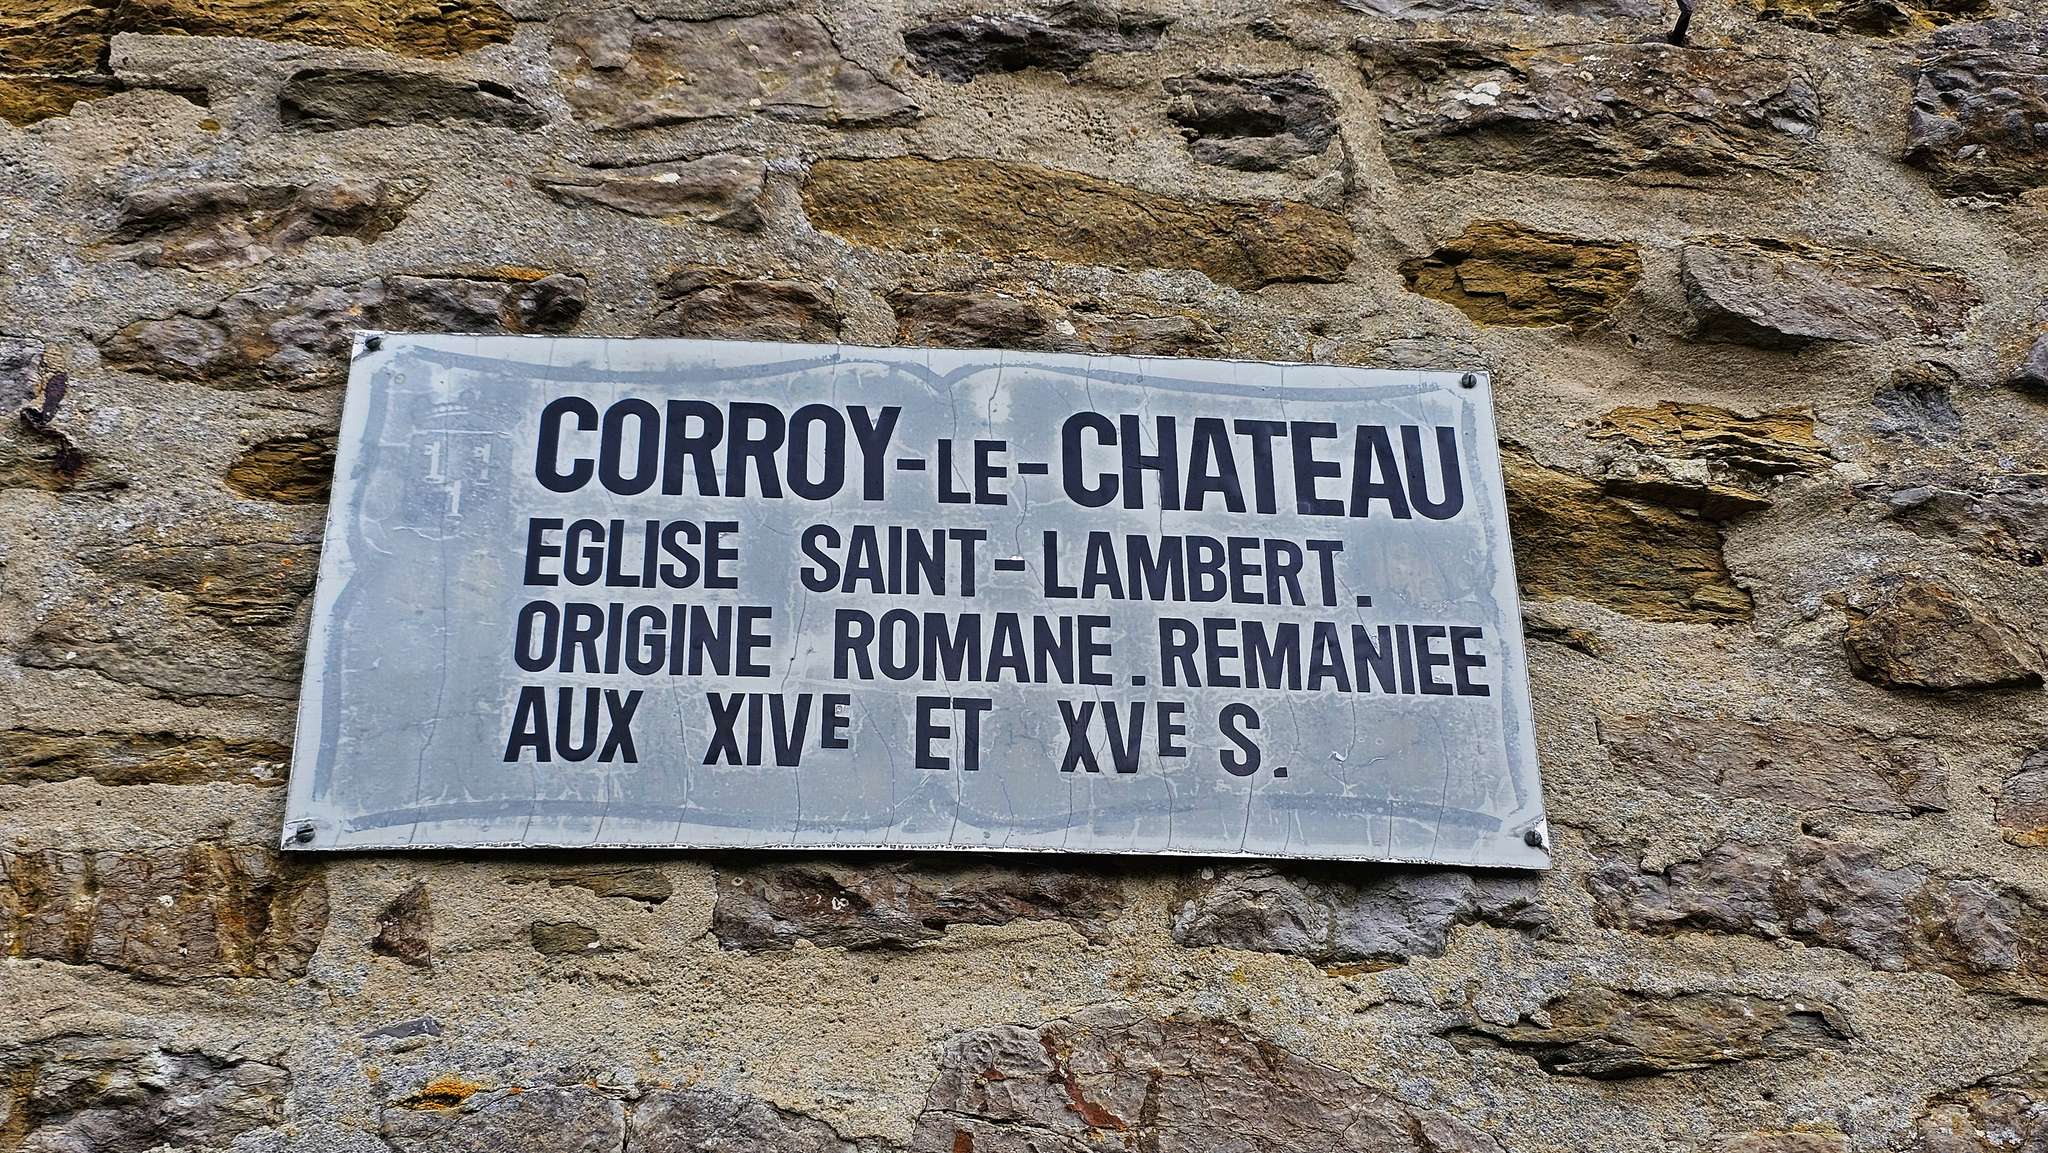 CORROY-LE-CHATEAU
EGLISE SAINT-LAMBERT.
ORIGINE ROMANE.REMANIEE
AUX XIVE ET XVE S.